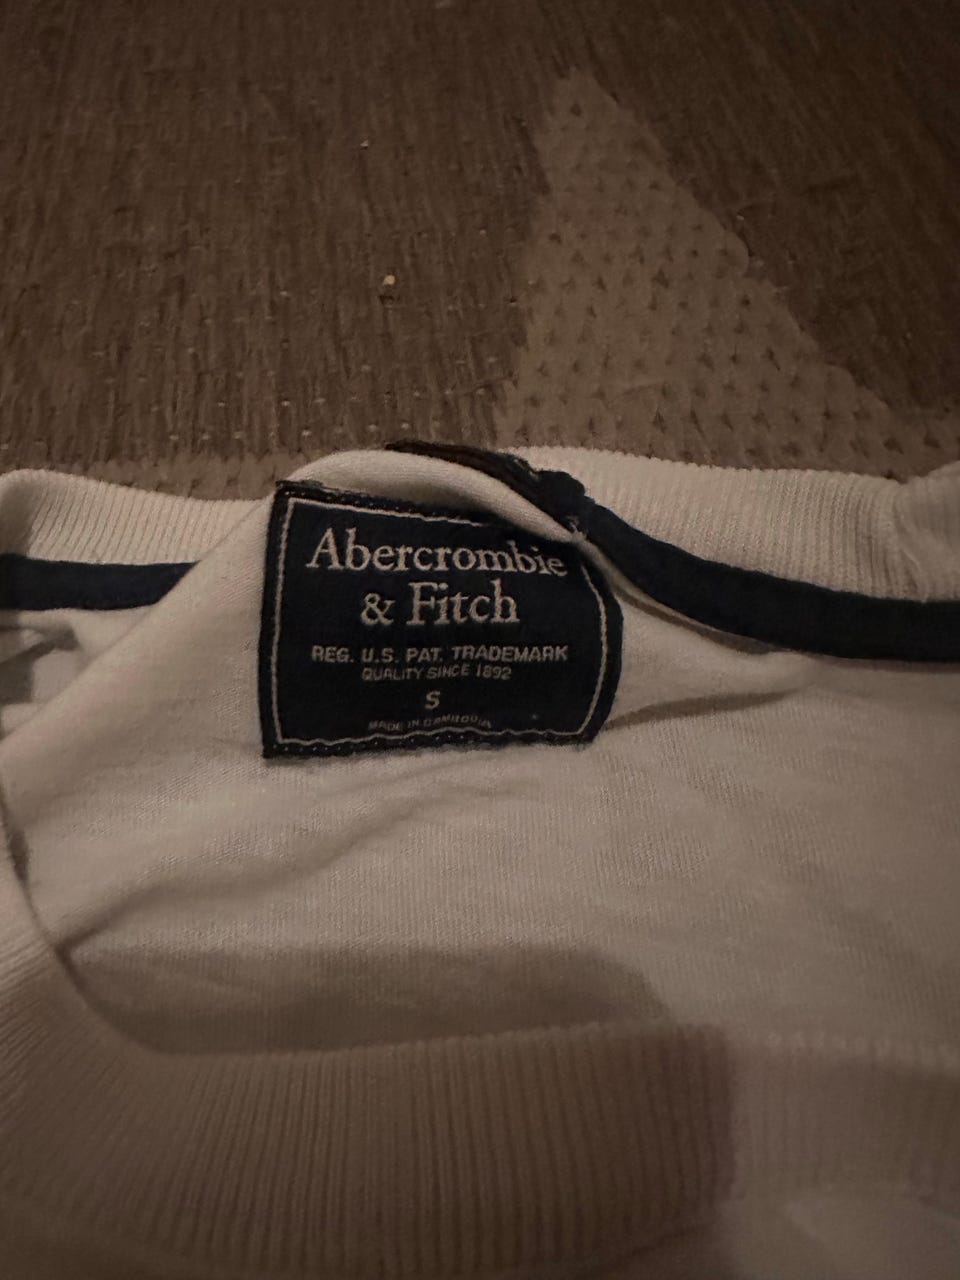 Abercrombie
& Fitch
REG. U.S. PAT. TRADEMARK
QUALITY SINCE 1892
S
MADE IN CAMBODIA